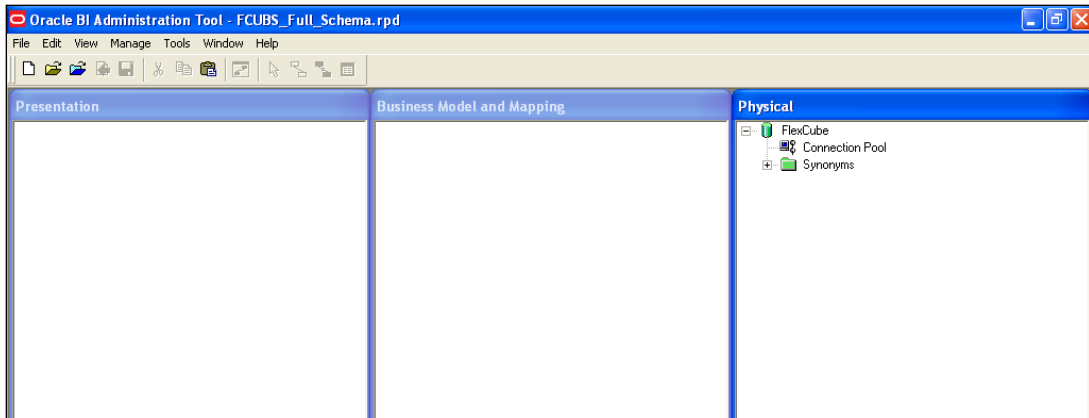 Oracle BI Administration Tool - FCUBS_Full_Schema.rpd
File Edit View Manage Tools Window Help
Presentation
Business Model and Mapping
Physical
FlexCube
Connection Pool
Synonyms